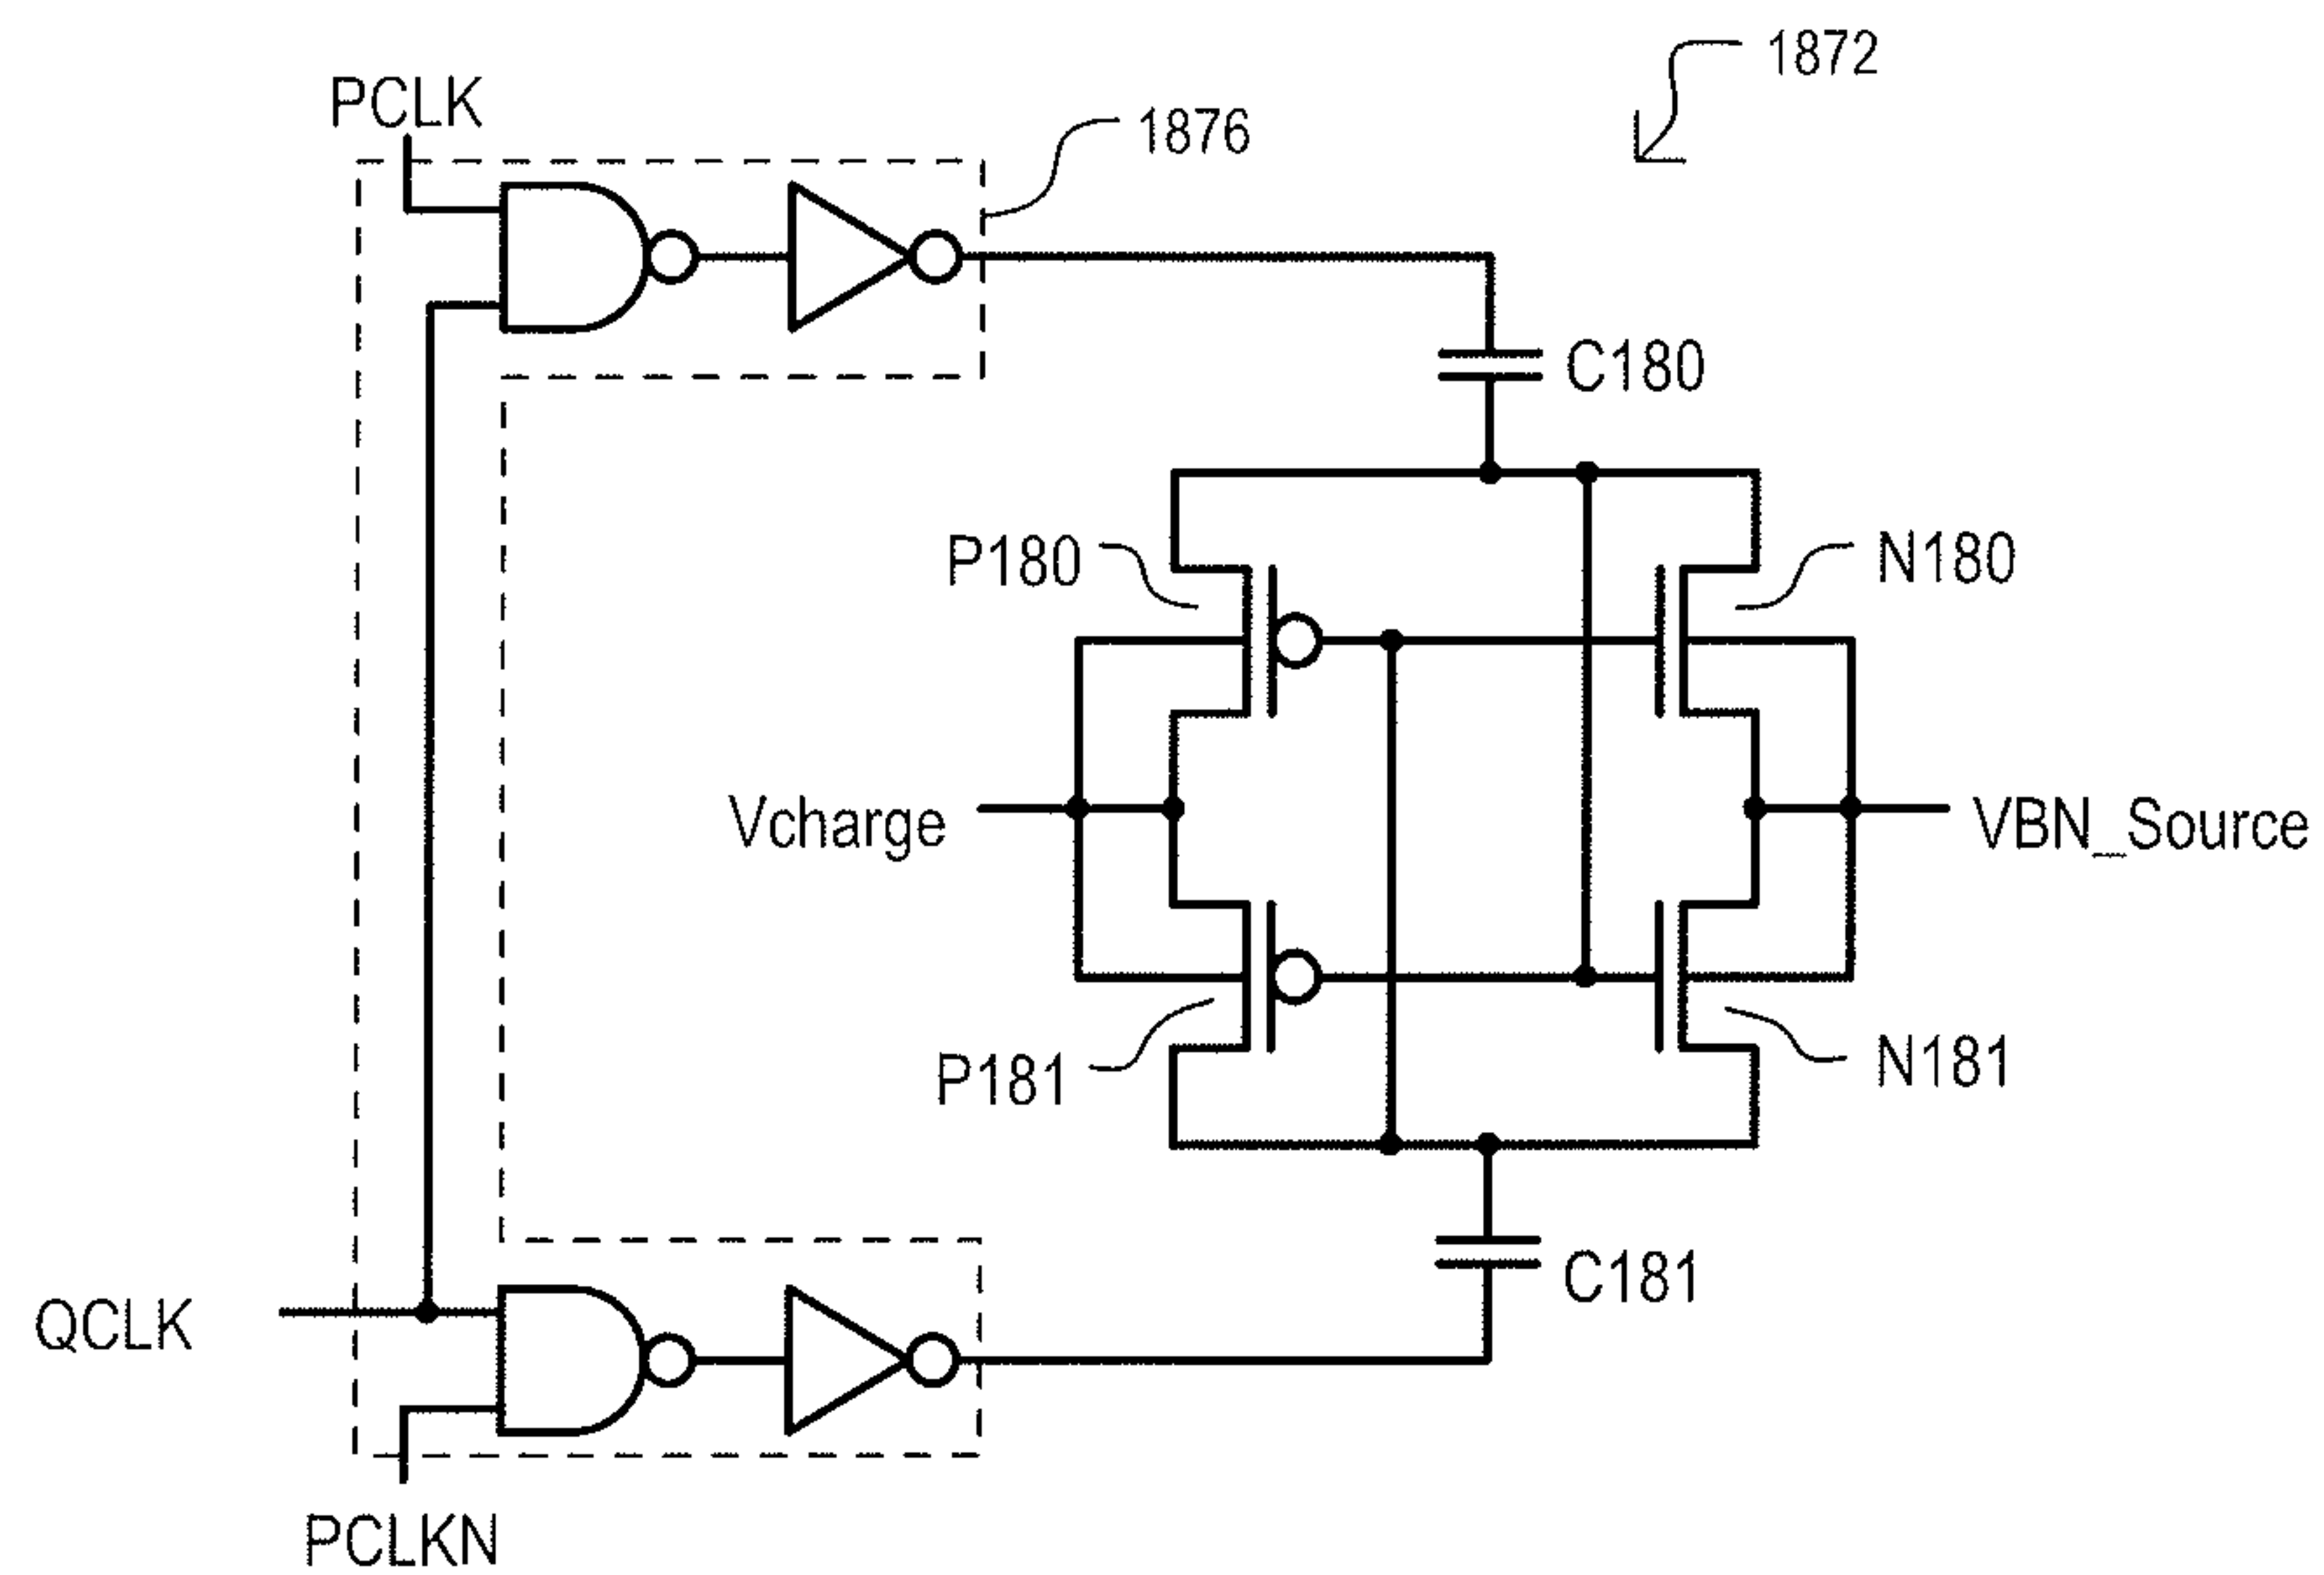 1872
PCLK
1876
C180
P180
N180
Vcharge
VBN_Source
P181
N181
C181
QCLK
PCLKN